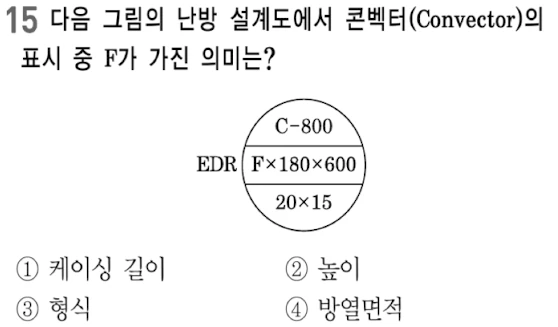 15 다음 그림의 난방 설계도에서 콘벡터(Convector)의
표시 중 F가 가진 의미는?
C-800
EDR F×180×600
20×15
① 케이싱 길이 ② 높이
③ 형식 ④ 방열면적